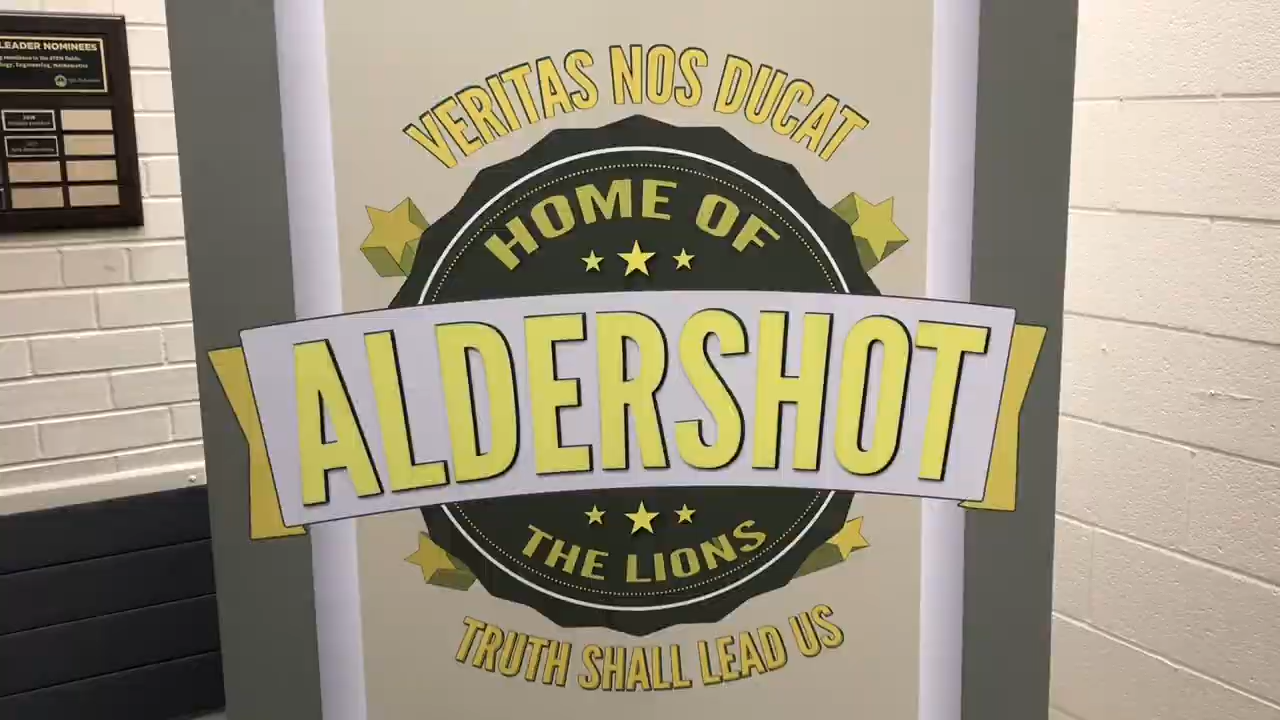 LEADER NOMINEES
VERITAS NOS DUCAT
HOME OF
ALDERSHOT
THE LIONS
TRUTH SHALL LEAD US